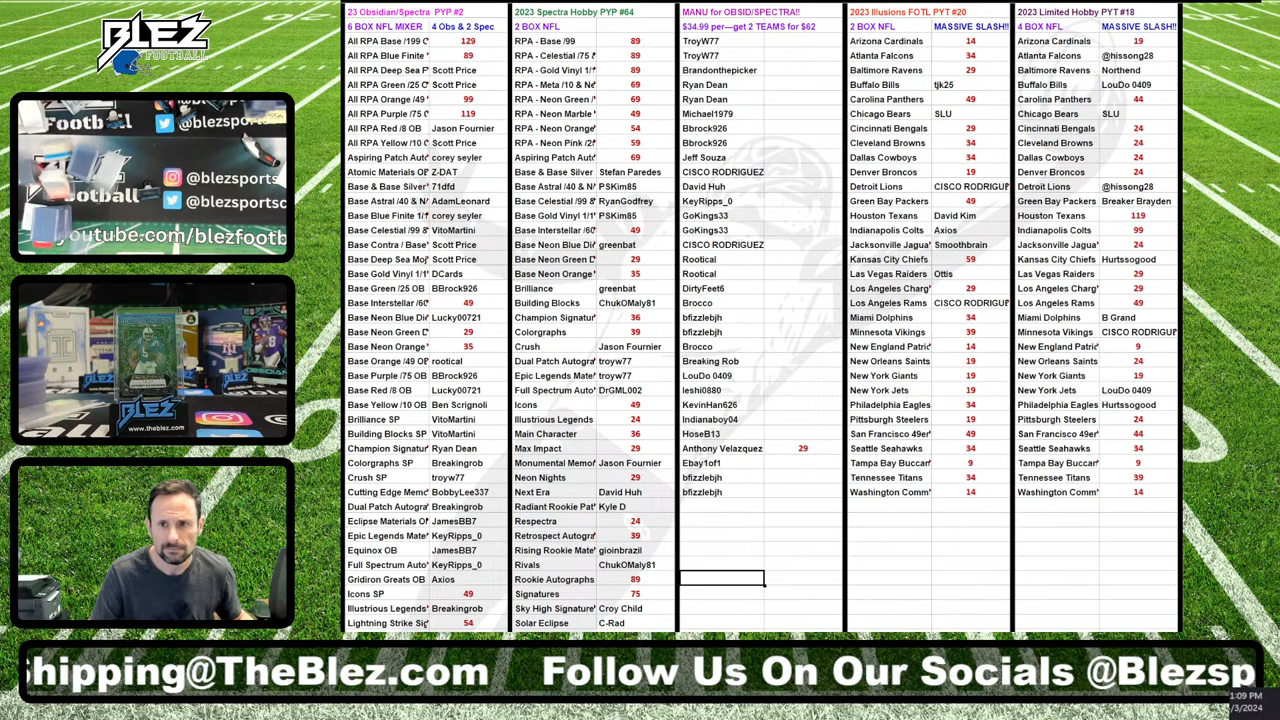 BLEZ
FOOTBALL
Football
@blezsports
@blezsports
football
@blezsports
youtube.com/blezfootb
BLEZ
www.theblez.com
23 Obsidian/Spectra PYP #2
6 BOX NFL MIXER 4 Obs & 2 Spec
All RPA Base /199 129
All RPA Blue Finite 89
All RPA Deep Sea Scott Price
All RPA Green /25 Scott Price
All RPA Orange /49 99
All RPA Purple /75 119
All RPA Red /8 OB Jason Fournier
All RPA Yellow /10 Scott Price
Aspiring Patch Aut corey seyler
Atomic Materials OB Z-DAT
Base & Base Silver 71dfd
Base Astral /40 & N AdamLeonard
Base Blue Finite 1/ corey seyler
Base Celestial /99 & VitoMartini
Base Contra / Base Scott Price
Base Deep Sea Moj Scott Price
Base Gold Vinyl 1/1 DCards
Base Green /25 OB BBrock926
Base Interstellar /60 49
Base Neon Blue Di Lucky00721
Base Neon Green D 29
Base Neon Orange 35
Base Orange /49 OB rootical
Base Purple /75 OB BBrock926
Base Red /8 OB Lucky00721
Base Yellow /10 OB Ben Scrignoli
Brilliance SP VitoMartini
Building Blocks SP VitoMartini
Champion Signatur Ryan Dean
Colorgraphs SP Breakingrob
Crush SP troyw77
Cutting Edge Memo BobbyLee337
Dual Patch Autogra Breakingrob
Eclipse Materials O JamesBB7
Epic Legends Mate KeyRipps_0
Equinox OB JamesBB7
Full Spectrum Auto KeyRipps_0
Gridiron Greats OB Axios
Icons SP 49
Illustrious Legends Breakingrob
Lightning Strike Sig 54
2023 Spectra Hobby PYP #64
2 BOX NFL
RPA - Base /99 89
RPA - Celestial /75 89
RPA - Gold Vinyl 1/ 89
RPA - Meta /10 & Ne 69
RPA - Neon Green / 69
RPA - Neon Marble 49
RPA - Neon Orange 54
RPA - Neon Pink /2 59
Aspiring Patch Auto 69
Base & Base Silver Stefan Paredes
Base Astral /40 & N PSKim85
Base Celestial /99 & RyanGodfrey
Base Gold Vinyl 1/1 PSKim85
Base Interstellar /60 49
Base Neon Blue Di greenbat
Base Neon Green D 29
Base Neon Orange 35
Brilliance greenbat
Building Blocks ChukOMaly81
Champion Signatur 36
Colorgraphs 39
Crush Jason Fournier
Dual Patch Autogra troyw77
Epic Legends Mate troyw77
Full Spectrum Auto DrGML002
Icons 49
Illustrious Legends 24
Main Character 36
Max Impact 29
Monumental Memo Jason Fournier
Neon Nights 29
Next Era David Huh
Radiant Rookie Pat Kyle D
Respectra 24
Retrospect Autogra 39
Rising Rookie Mate gioinbrazil
Rivals ChukOMaly81
Rookie Autographs 89
Signatures 75
Sky High Signature Croy Child
Solar Eclipse C-Rad
MANU for OBSID/SPECTRA!!
$34.99 per---get 2 TEAMS for $62
TroyW77
TroyW77
Brandonthepicker
Ryan Dean
Ryan Dean
Michael1979
Bbrock926
Bbrock926
Jeff Souza
CISCO RODRIGUEZ
David Huh
KeyRipps_0
GoKings33
GoKings33
CISCO RODRIGUEZ
Rootical
Rootical
DirtyFeet6
Brocco
bfizzlebjh
bfizzlebjh
Brocco
Breaking Rob
LouDo 0409
leshi0880
KevinHan626
Indianaboy04
HoseB13
Anthony Velazquez 29
Ebay1of1
bfizzlebjh
bfizzlebjh
2023 Illusions FOTL PYT #20
2 BOX NFL MASSIVE SLASH!!
Arizona Cardinals 14
Atlanta Falcons 34
Baltimore Ravens 29
Buffalo Bills tjk25
Carolina Panthers 49
Chicago Bears SLU
Cincinnati Bengals 29
Cleveland Browns 34
Dallas Cowboys 34
Denver Broncos 19
Detroit Lions CISCO RODRIGU
Green Bay Packers 49
Houston Texans David Kim
Indianapolis Colts Axios
Jacksonville Jagua Smoothbrain
Kansas City Chiefs 59
Las Vegas Raiders Ottis
Los Angeles Charg 29
Los Angeles Rams CISCO RODRIGU
Miami Dolphins 34
Minnesota Vikings 39
New England Patric 14
New Orleans Saints 19
New York Giants 19
New York Jets 19
Philadelphia Eagles 34
Pittsburgh Steelers 19
San Francisco 49er 49
Seattle Seahawks 34
Tampa Bay Buccan 9
Tennessee Titans 34
Washington Comm 14
2023 Limited Hobby PYT #18
4 BOX NFL MASSIVE SLASH!!
Arizona Cardinals 19
Atlanta Falcons @hissong28
Baltimore Ravens Northend
Buffalo Bills LouDo 0409
Carolina Panthers 44
Chicago Bears SLU
Cincinnati Bengals 24
Cleveland Browns 24
Dallas Cowboys 24
Denver Broncos 24
Detroit Lions @hissong28
Green Bay Packers Breaker Brayden
Houston Texans 119
Indianapolis Colts 99
Jacksonville Jagua 24
Kansas City Chiefs Hurtssogood
Las Vegas Raiders 29
Los Angeles Charg 29
Los Angeles Rams 49
Miami Dolphins B Grand
Minnesota Vikings CISCO RODRIGU
New England Patric 9
New Orleans Saints 24
New York Giants 19
New York Jets LouDo 0409
Philadelphia Eagles Hurtssogood
Pittsburgh Steelers 24
San Francisco 49er 44
Seattle Seahawks 34
Tampa Bay Buccan 9
Tennessee Titans 39
Washington Comm 14
hipping@TheBlez.com Follow Us On Our Socials @Blezsp
1:09 PM
/3/2024